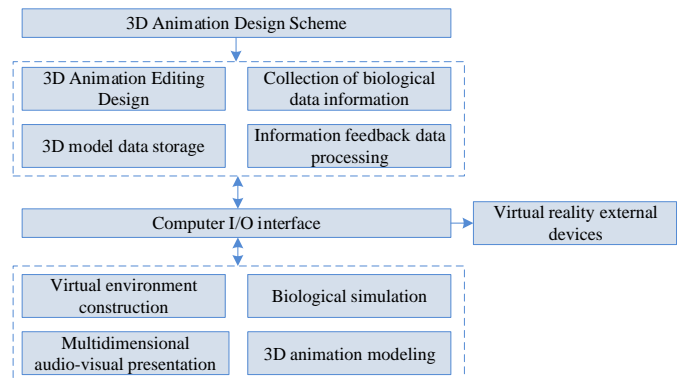 3D Animation Design Scheme
3D Animation Editing
Design
Collection of biological
data information
3D model data storage
Information feedback data
processing
Computer I/O interface
Virtual reality external
devices
Virtual environment
construction
Biological simulation
Multidimensional
audio-visual presentation
3D animation modeling